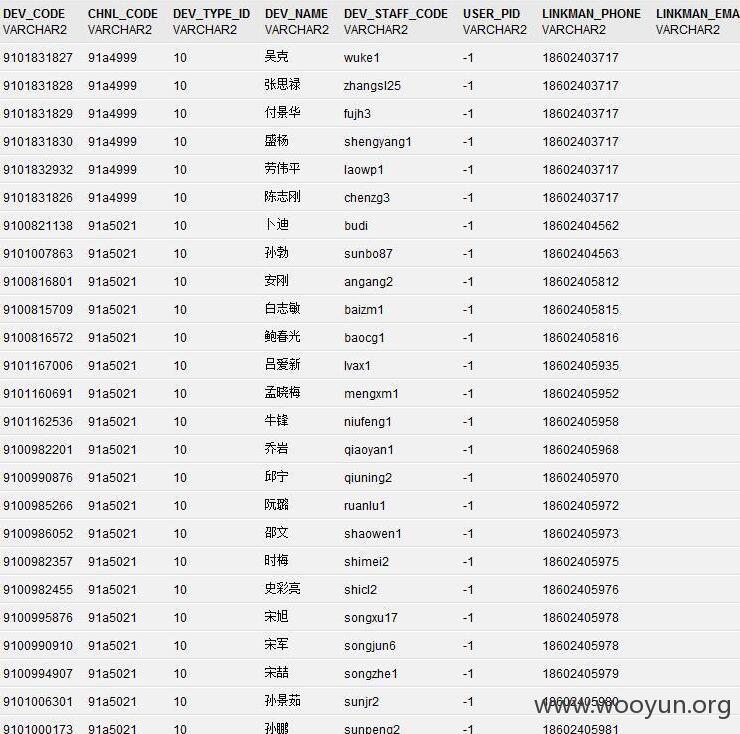 DEV_CODE CHNL_CODE DEV_TYPE_ID DEV_NAME DEV_STAFF_CODE USER_PID LINKMAN_PHONE LINKMAN_EMA
VARCHAR2 VARCHAR2 VARCHAR2 VARCHAR2 VARCHAR2 VARCHAR2 VARCHAR2 VARCHAR2
9101831827 91a4999 10 吴克 wuke1 -1 18602403717
9101831828 91a4999 10 张思禄 zhangsl25 -1 18602403717
9101831829 91a4999 10 付景华 fujh3 -1 18602403717
9101831830 91a4999 10 盛杨 shengyang1 -1 18602403717
9101832932 91a4999 10 劳伟平 laowp1 -1 18602403717
9101831826 91a4999 10 陈志刚 chenzg3 -1 18602403717
9100821138 91a5021 10 卜迪 budi -1 18602404562
9101007863 91a5021 10 孙勃 sunbo87 -1 18602404563
9100816801 91a5021 10 安刚 angang2 -1 18602405812
9100815709 91a5021 10 白志敏 baizm1 -1 18602405815
9100816572 91a5021 10 鲍春光 baocg1 -1 18602405816
9101167006 91a5021 10 吕爱新 lvax1 -1 18602405935
9101160691 91a5021 10 孟晓梅 mengxm1 -1 18602405952
9101162536 91a5021 10 牛锋 niufeng1 -1 18602405958
9100982201 91a5021 10 乔岩 qiaoyan1 -1 18602405968
9100990876 91a5021 10 邱宁 qiuning2 -1 18602405970
9100985266 91a5021 10 阮璐 ruanlu1 -1 18602405972
9100986052 91a5021 10 邵文 shaowen1 -1 18602405973
9100982357 91a5021 10 时梅 shimei2 -1 18602405975
9100982455 91a5021 10 史彩亮 shicl2 -1 18602405976
9100995876 91a5021 10 宋旭 songxu17 -1 18602405978
9100990910 91a5021 10 宋军 songjun6 -1 18602405978
9100994907 91a5021 10 宋喆 songzhe1 -1 18602405979
9101006301 91a5021 10 孙景茹 sunjr2 -1 18602405980
www.wooyun.org
9101000173 91a5021 10 孙鹏 sunpeng2 -1 18602405981